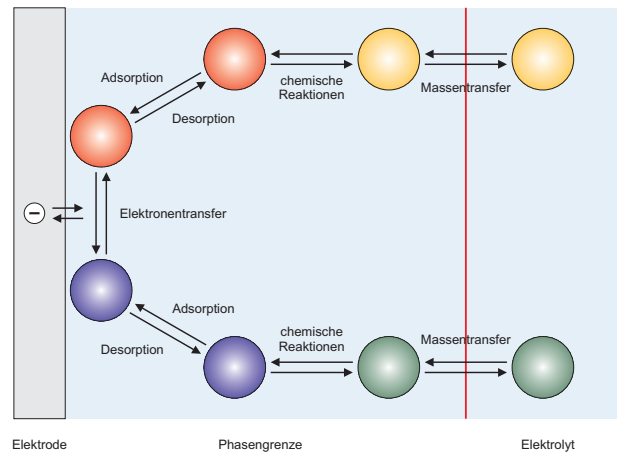 Adsorption
Desorption
chemische
Reaktionen
Massentransfer
−
Elektronentransfer
Adsorption
Desorption
chemische
Reaktionen
Massentransfer
Elektrode
Phasengrenze
Elektrolyt